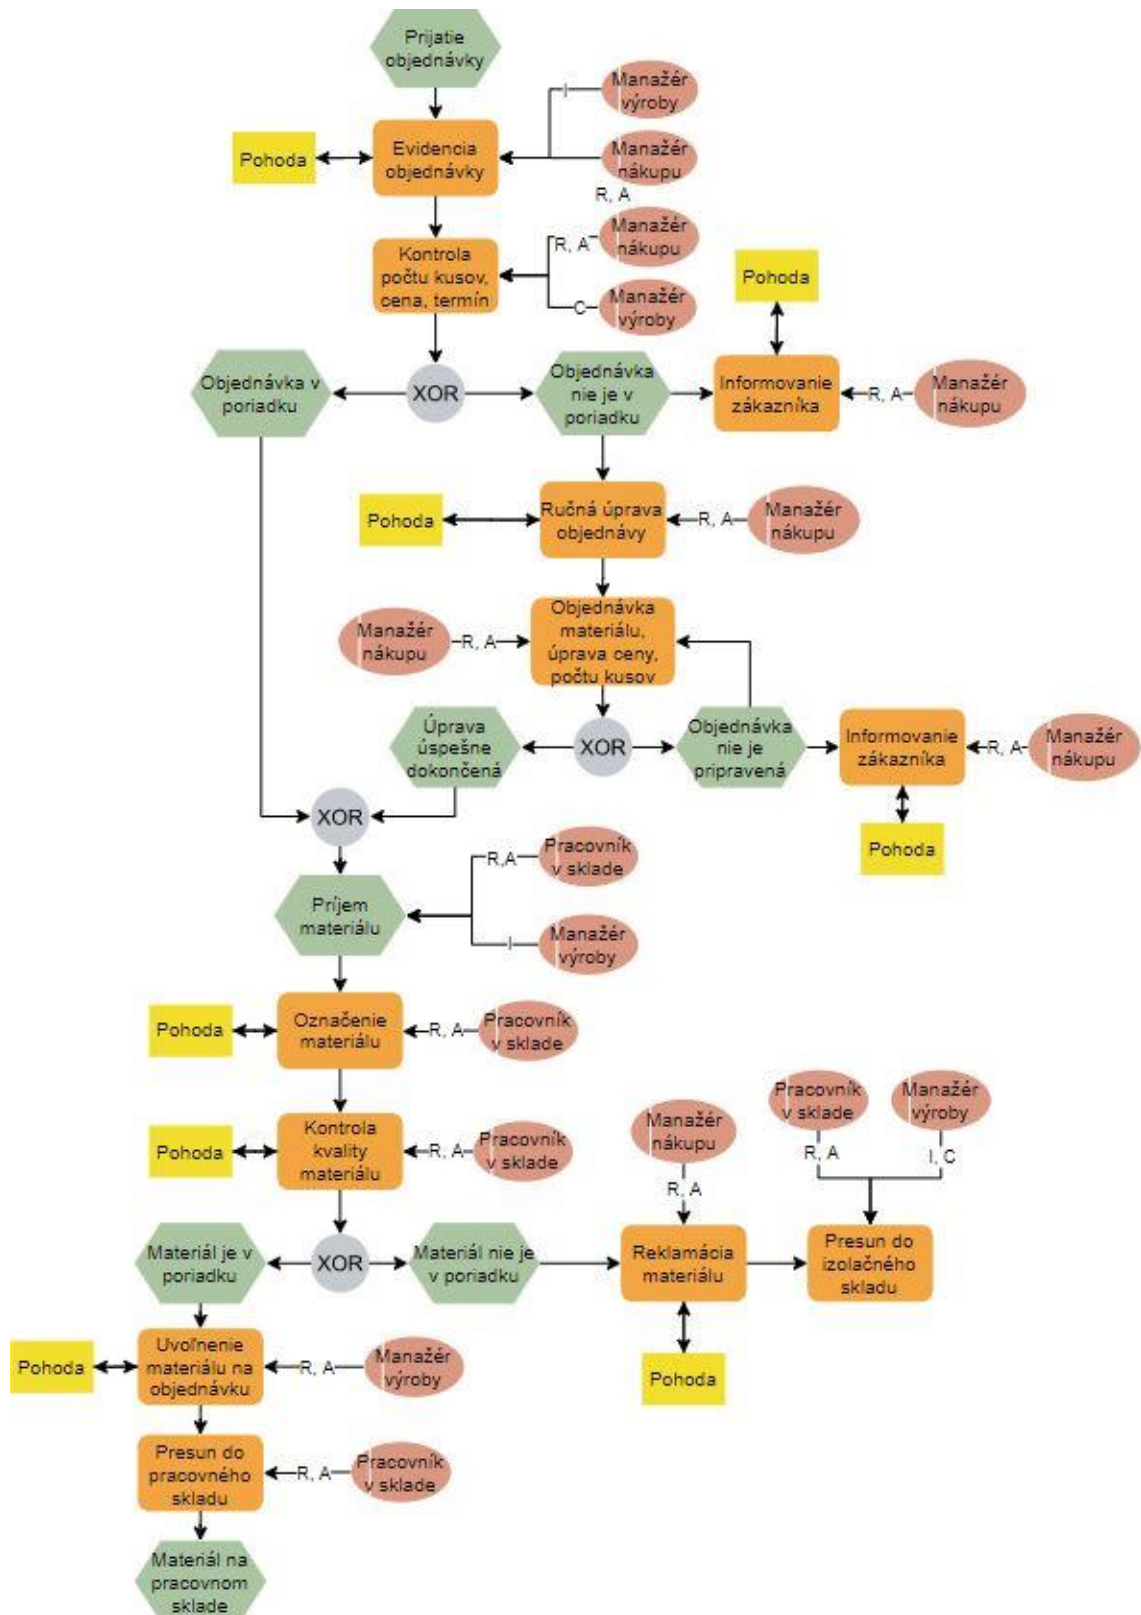 Prijatie
objednávky
Manažér
výroby
I
Pohoda
Evidencia
objednávky
Manažér
nákupu
R, A
Kontrola
počtu kusov,
cena, termín
R, A
Manažér
nákupu
C
Manažér
výroby
Pohoda
Objednávka v
poriadku
XOR
Objednávka
nie je v
poriadku
Informovanie
zákazníka
R, A
Manažér
nákupu
Pohoda
Ručná úprava
objednávy
R, A
Manažér
nákupu
Manažér
nákupu
R, A
Objednávka
materiálu,
úprava ceny,
počtu kusov
Úprava
úspešne
dokončená
XOR
Objednávka
nie je
pripravená
Informovanie
zákazníka
R, A
Manažér
nákupu
XOR
Pohoda
R,A
Pracovník
v sklade
Príjem
materiálu
I
Manažér
výroby
Pohoda
Označenie
materiálu
R, A
Pracovník
v sklade
Pohoda
Kontrola
kvality
materiálu
R, A
Pracovník
v sklade
Manažér
nákupu
R, A
Pracovník
v sklade
R, A
Manažér
výroby
I, C
Materiál je v
poriadku
XOR
Materiál nie je
v poriadku
Reklamácia
materiálu
Presun do
izolačného
skladu
Pohoda
Uvoľnenie
materiálu na
objednávku
R, A
Manažér
výroby
Pohoda
Presun do
pracovného
skladu
R, A
Pracovník
v sklade
Materiál na
pracovnom
sklade